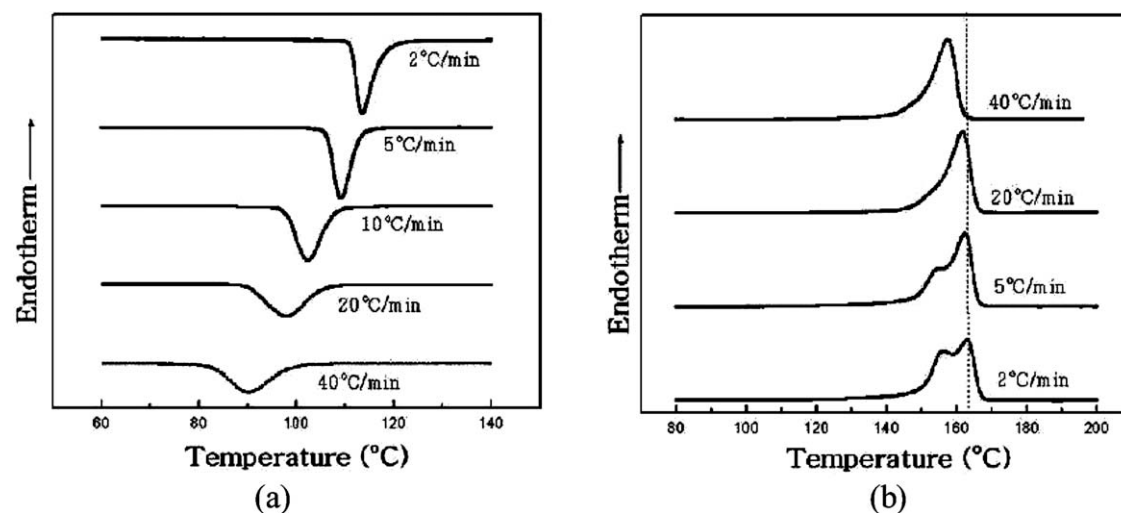 Endotherm
2°C/min
5°C/min
10°C/min
20°C/min
40°C/min
60 80 100 120 140
Temperature (°C)
(a)
Endotherm
40°C/min
20°C/min
5°C/min
2°C/min
80 100 120 140 160 180 200
Temperature (°C)
(b)